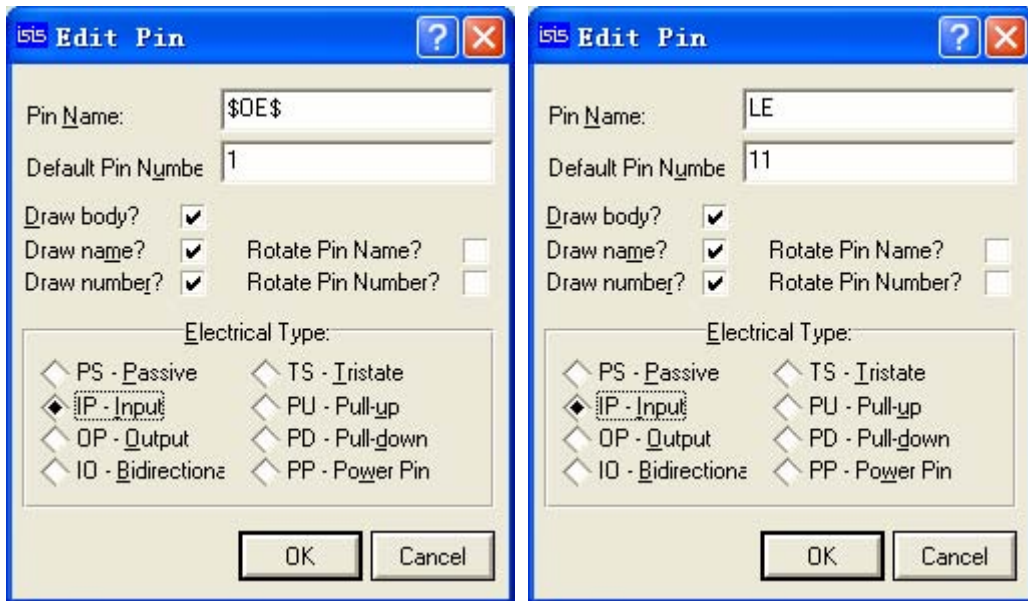 isis Edit Pin
Pin Name: $OE$
Default Pin Numbe 1
Draw body?
Draw name? Rotate Pin Name?
Draw number? Rotate Pin Number?
Electrical Type:
PS - Passive TS - Tristate
IP - Input PU - Pull-up
OP - Output PD - Pull-down
IO - Bidirectiona PP - Power Pin
OK Cancel
isis Edit Pin
Pin Name: LE
Default Pin Numbe 11
Draw body?
Draw name? Rotate Pin Name?
Draw number? Rotate Pin Number?
Electrical Type:
PS - Passive TS - Tristate
IP - Input PU - Pull-up
OP - Output PD - Pull-down
IO - Bidirectiona PP - Power Pin
OK Cancel